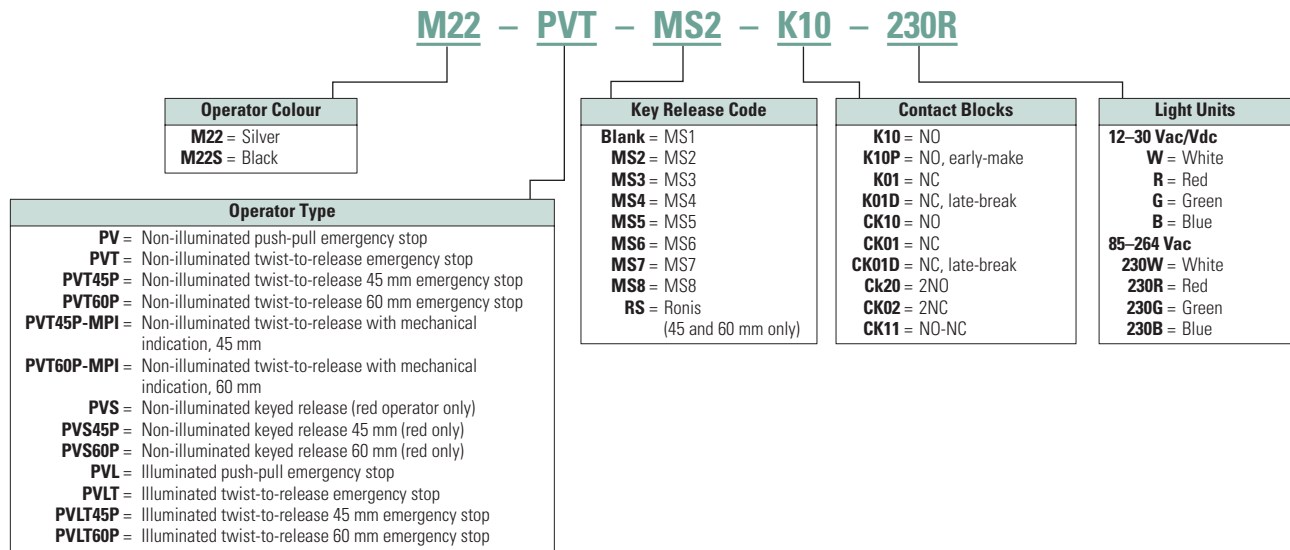 M22 – PVT – MS2 – K10 – 230R
Operator Colour
M22 = Silver
M22S = Black
Operator Type
PV = Non-illuminated push-pull emergency stop
PVT = Non-illuminated twist-to-release emergency stop
PVT45P = Non-illuminated twist-to-release 45 mm emergency stop
PVT60P = Non-illuminated twist-to-release 60 mm emergency stop
PVT45P-MPI = Non-illuminated twist-to-release with mechanical
indication, 45 mm
PVT60P-MPI = Non-illuminated twist-to-release with mechanical
indication, 60 mm
PVS = Non-illuminated keyed release (red operator only)
PVS45P = Non-illuminated keyed release 45 mm (red only)
PVS60P = Non-illuminated keyed release 60 mm (red only)
PVL = Illuminated push-pull emergency stop
PVLT = Illuminated twist-to-release emergency stop
PVLT45P = Illuminated twist-to-release 45 mm emergency stop
PVLT60P = Illuminated twist-to-release 60 mm emergency stop
Key Release Code
Blank = MS1
MS2 = MS2
MS3 = MS3
MS4 = MS4
MS5 = MS5
MS6 = MS6
MS7 = MS7
MS8 = MS8
RS = Ronis
(45 and 60 mm only)
Contact Blocks
K10 = NO
K10P = NO, early-make
K01 = NC
K01D = NC, late-break
CK10 = NO
CK01 = NC
CK01D = NC, late-break
Ck20 = 2NO
CK02 = 2NC
CK11 = NO-NC
Light Units
12–30 Vac/Vdc
W = White
R = Red
G = Green
B = Blue
85–264 Vac
230W = White
230R = Red
230G = Green
230B = Blue